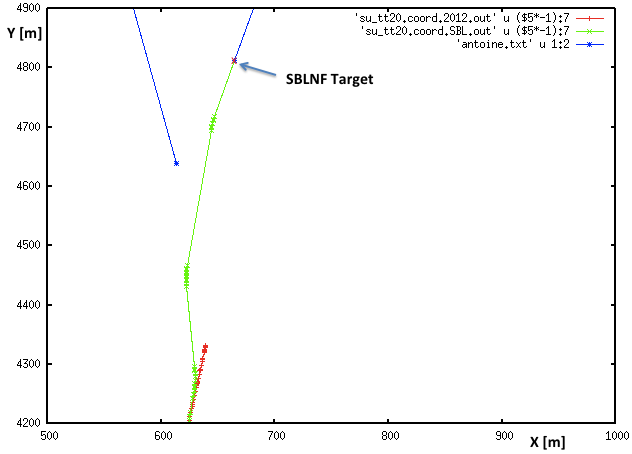 4900
Y [m]
'su_tt20.coord.2012.out' u ($5*-1):7
'su_tt20.coord.SBL.out' u ($5*-1):7
'antoine.txt' u 1:2
4800
SBLNF Target
4700
4600
4500
4400
4300
4200
500 600 700 800 900 1000
X [m]